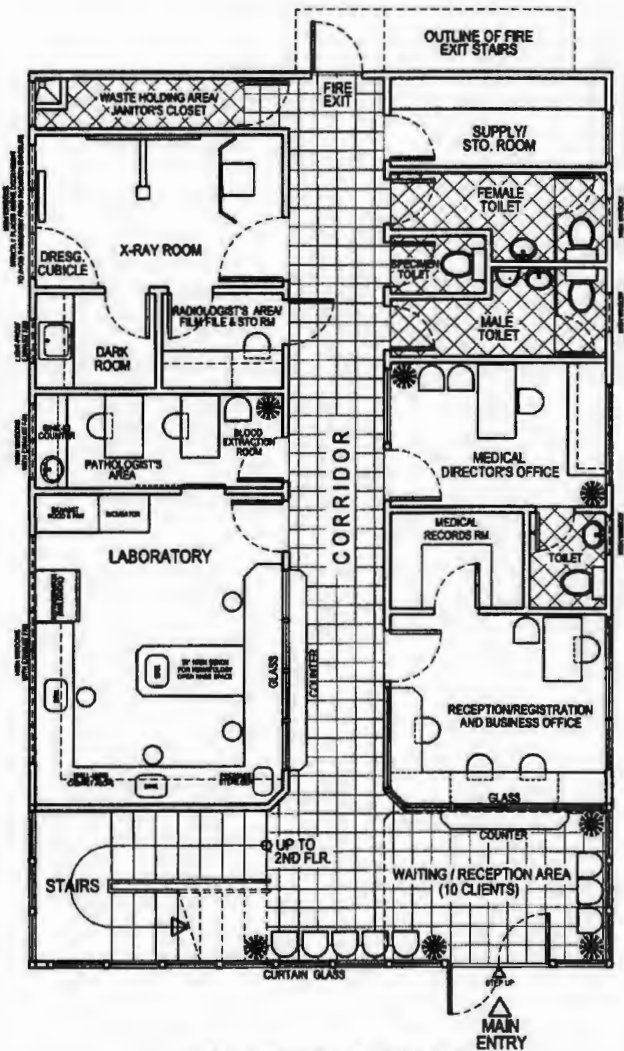 OUTLINE OF FIRE
EXIT STAIRS
WASTE HOLDING AREA/
JANITOR'S CLOSET
FIRE
EXIT
SUPPLY/
STO. ROOM
FEMALE
TOILET
X-RAY ROOM
DRESG.
CUBICLE
SPECIMEN
TOILET
RADIOLOGIST'S AREA/
FILM FILE & STO RM
MALE
TOILET
DARK
ROOM
CORRIDOR
BLOOD
EXTRACTION
ROOM
COUNTER
PATHOLOGIST'S
AREA
MEDICAL
DIRECTOR'S OFFICE
INCUBATOR
MEDICAL
RECORDS RM.
TOILET
LABORATORY
GLASS
COUNTER
RECEPTION/REGISTRATION
AND BUSINESS OFFICE
GLASS
COUNTER
UP TO
2ND FLR.
STAIRS
WAITING / RECEPTION AREA
(10 CLIENTS)
CURTAIN GLASS
STEP UP
MAIN
ENTRY